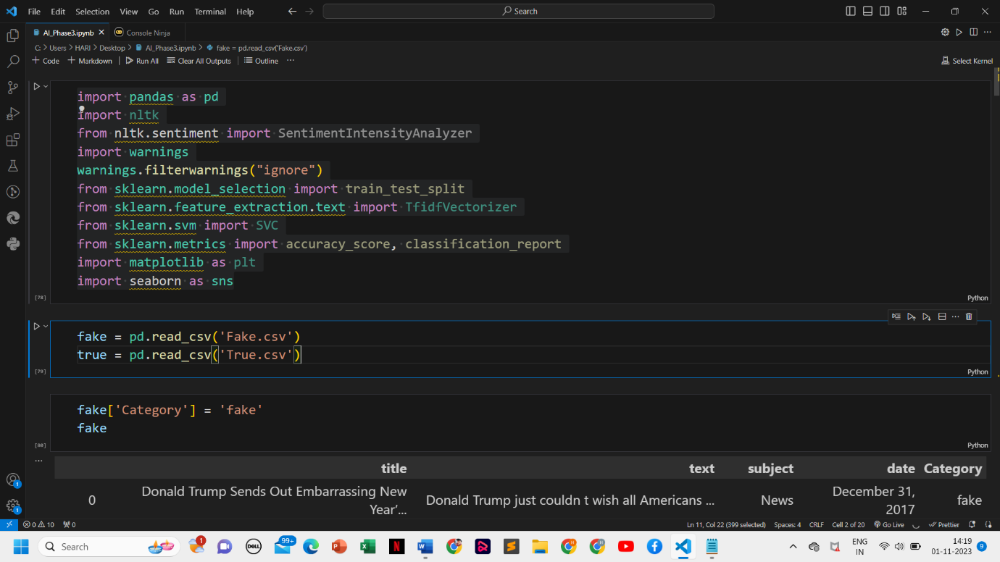 File Edit Selection View Go Run Terminal Help
Search
AI_Phase3.ipynb
Console Ninja
C: > Users > HARI > Desktop > AI_Phase3.ipynb > fake = pd.read_csv('Fake.csv')
+ Code + Markdown | Run All Clear All Outputs | Outline ...
Select Kernel
import pandas as pd
import nltk
from nltk.sentiment import SentimentIntensityAnalyzer
import warnings
warnings.filterwarnings("ignore")
from sklearn.model_selection import train_test_split
from sklearn.feature_extraction.text import TfidfVectorizer
from sklearn.svm import SVC
from sklearn.metrics import accuracy_score, classification_report
import matplotlib as plt
import seaborn as sns
[78]
Python
fake = pd.read_csv('Fake.csv')
true = pd.read_csv('True.csv')
[79]
Python
fake['Category'] = 'fake'
fake
[80]
Python
...
title text subject date Category
0 Donald Trump Sends Out Embarrassing New Year'... Donald Trump just couldn t wish all Americans ... News December 31, 2017 fake
0 10 0 Ln 11, Col 22 (399 selected) Spaces: 4 CRLF Cell 2 of 20 Go Live Prettier
Search
1
DELL
99+
ENG
IN
14:19
01-11-2023
9